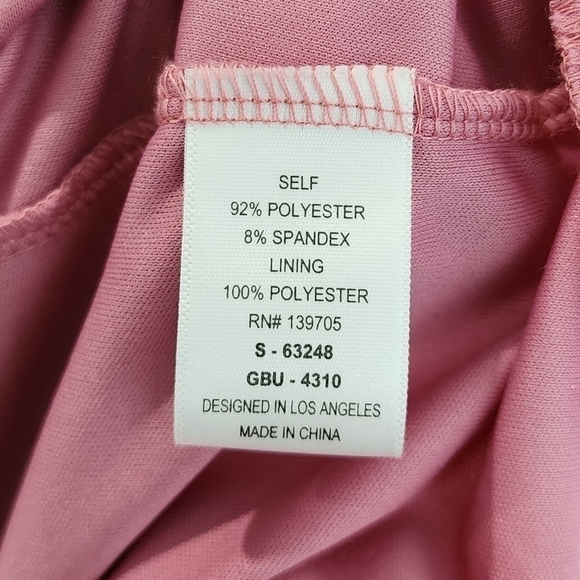 SELF
92% POLYESTER
8% SPANDEX
LINING
100% POLYESTER
RN# 139705
S - 63248
GBU - 4310
DESIGNED IN LOS ANGELES
MADE IN CHINA